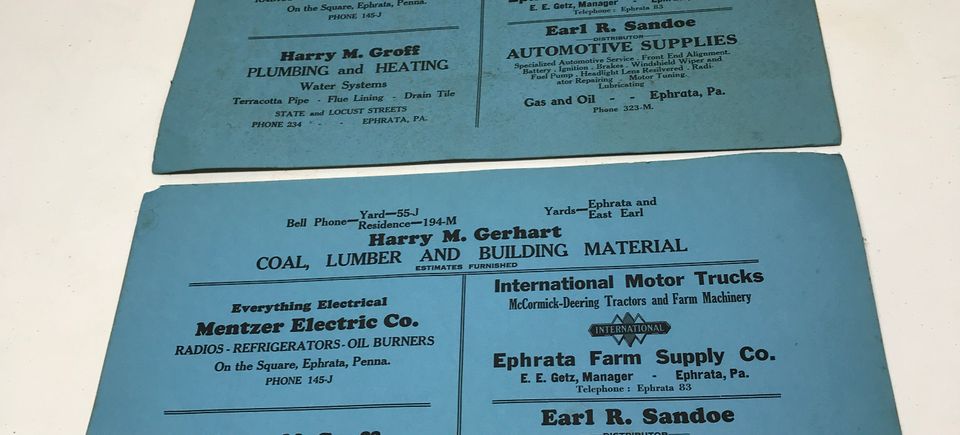 On the Square, Ephrata, Penna.
PHONE 145-J
Harry M. Groff
PLUMBING and HEATING
Water Systems
Terracotta Pipe - Flue Lining - Drain Tile
STATE and LOCUST STREETS
PHONE 234 - - EPHRATA, PA.
E. E. Getz, Manager - - Ephrata, Pa.
Telephone : Ephrata 83
Earl R. Sandoe
DISTRIBUTOR
AUTOMOTIVE SUPPLIES
Specialized Automotive Service . Front End Alignment.
Battery . Ignition . Brakes . Windshield Wiper and
Fuel Pump . Headlight Lens Resilvered . Radi-
ator Repairing - Motor Tuning.
Lubricating
Gas and Oil - - Ephrata, Pa.
Phone 323-M.
Bell Phone—Yard—55-J
Residence—194-M
Yards—Ephrata and
East Earl
Harry M. Gerhart
COAL, LUMBER AND BUILDING MATERIAL
ESTIMATES FURNISHED
Everything Electrical
Mentzer Electric Co.
RADIOS - REFRIGERATORS - OIL BURNERS
On the Square, Ephrata, Penna.
PHONE 145-J
International Motor Trucks
McCormick-Deering Tractors and Farm Machinery
INTERNATIONAL
Ephrata Farm Supply Co.
E. E. Getz, Manager - Ephrata, Pa.
Telephone : Ephrata 83
Earl R. Sandoe
DISTRIBUTOR